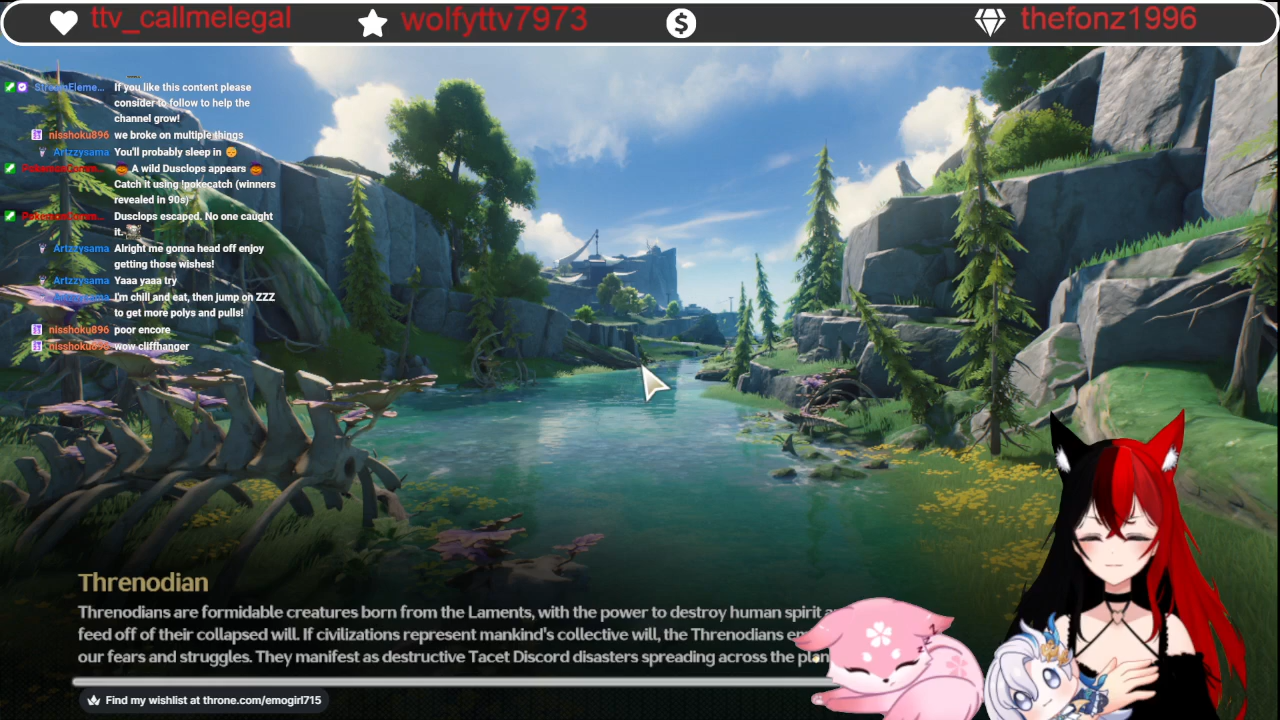 ttv_callmelegal
wolfyttv7973
thefonz1996
If you like this content please
consider to follow to help the
channel grow!
nisshoku896 we broke on multiple things
Artzzysama You'll probably sleep in
A wild Dusclops appears
Catch it using !pokecatch (winners
revealed in 90s)
Dusclops escaped. No one caught
it.
Artzzysama Alright me gonna head off enjoy
getting those wishes!
Artzzysama Yaaa yaaa try
Artzzysama I'm chill and eat, then jump on ZZZ
to get more polys and pulls!
nisshoku896 poor encore
nisshoku896 wow cliffhanger
Threnodian
Threnodians are formidable creatures born from the Laments, with the power to destroy human spirit
feed off of their collapsed will. If civilizations represent mankind's collective will, the Threnodians
our fears and struggles. They manifest as destructive Tacet Discord disasters spreading across the
Find my wishlist at throne.com/emogirl715